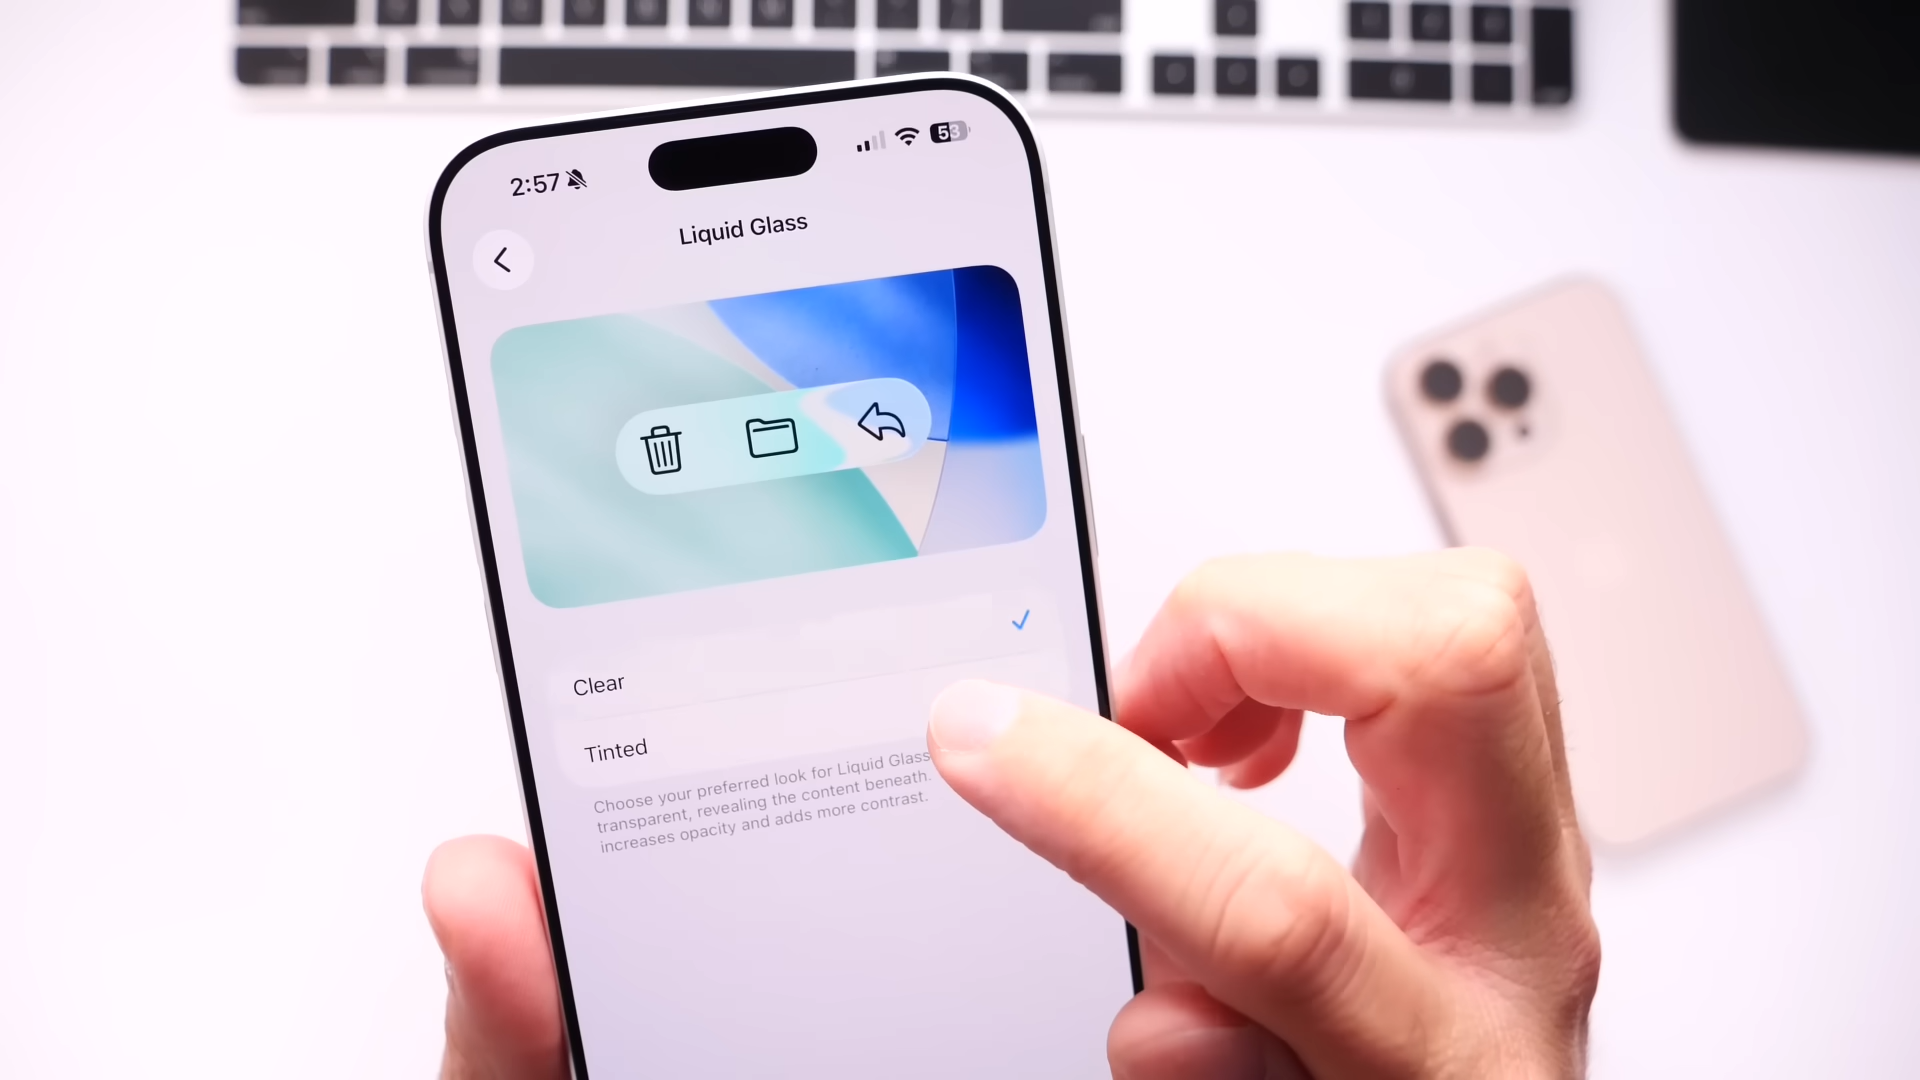 2:57
53
Liquid Glass
Clear
Tinted
Choose your preferred look for Liquid Glass
transparent, revealing the content beneath.
increases opacity and adds more contrast.